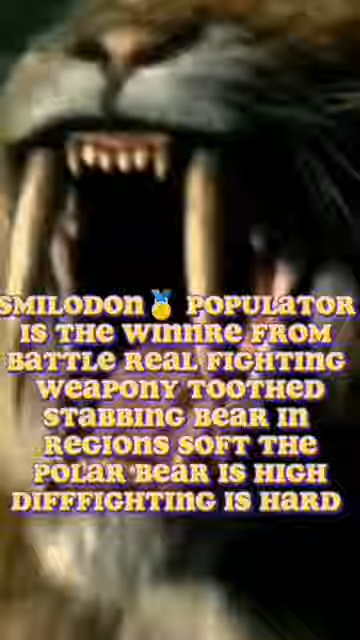 SMILODON🏅 POPULATOR
IS THE WINNRE FROM
BATTLE REAL FIGHTING
WEAPONY TOOTHED
STABBING BEAR IN
REGIONS SOFT THE
POLAR BEAR IS HIGH
DIFFFIGHTING IS HARD